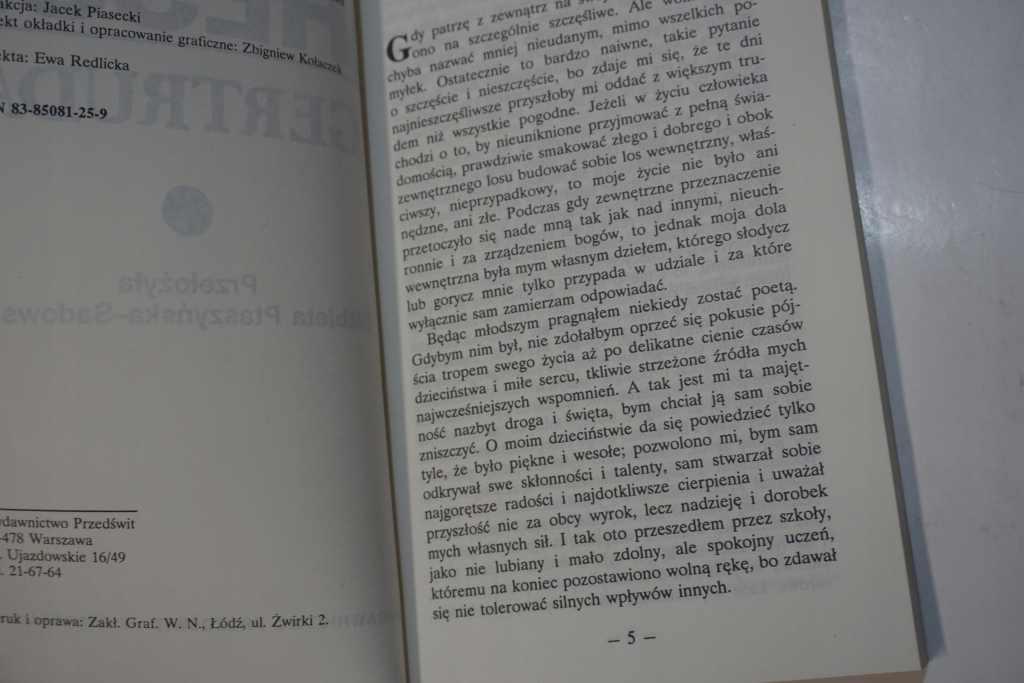 akcja: Jacek Piasecki
ekt okładki i opracowanie graficzne: Zbigniew Kołaczek
ekta: Ewa Redlicka
N 83-85081-25-9
GERTRUDA
Przełożyła
Elżbieta Ptaszyńska-Sadows
ydawnictwo Przedświt
-478 Warszawa
. Ujazdowskie 16/49
. 21-67-64
ruk i oprawa: Zakł. Graf. W. N., Łódź, ul. Żwirki 2.
Gdy patrzę z zewnątrz na
ono na szczególnie szczęśliwe. Ale
chyba nazwać mniej nieudanym, mimo wszelkich po-
myłek. Ostatecznie to bardzo naiwne, takie pytanie
o szczęście i nieszczęście, bo zdaje mi się, że te dni
najnieszczęśliwsze przyszłoby mi oddać z większym tru-
dem niż wszystkie pogodne. Jeżeli w życiu człowieka
chodzi o to, by nieuniknione przyjmować z pełną świa-
domością, prawdziwie smakować złego i dobrego i obok
zewnętrznego losu budować sobie los wewnętrzny, właś-
ciwszy, nieprzypadkowy, to moje życie nie było ani
nędzne, ani złe. Podczas gdy zewnętrzne przeznaczenie
przetoczyło się nade mną tak jak nad innymi, nieuch-
ronnie i za zrządzeniem bogów, to jednak moja dola
wewnętrzna była mym własnym dziełem, którego słodycz
lub gorycz mnie tylko przypada w udziale i za które
wyłącznie sam zamierzam odpowiadać.
Będąc młodszym pragnąłem niekiedy zostać poetą.
Gdybym nim był, nie zdołałbym oprzeć się pokusie pój-
ścia tropem swego życia aż po delikatne cienie czasów
dzieciństwa i miłe sercu, tkliwie strzeżone źródła mych
najwcześniejszych wspomnień. A tak jest mi ta majęt-
ność nazbyt droga i święta, bym chciał ją sam sobie
zniszczyć. O moim dzieciństwie da się powiedzieć tylko
tyle, że było piękne i wesołe; pozwolono mi, bym sam
odkrywał swe skłonności i talenty, sam stwarzał sobie
najgorętsze radości i najdotkliwsze cierpienia i uważał
przyszłość nie za obcy wyrok, lecz nadzieję i dorobek
mych własnych sił. I tak oto przeszedłem przez szkoły,
jako nie lubiany i mało zdolny, ale spokojny uczeń,
któremu na koniec pozostawiono wolną rękę, bo zdawał
się nie tolerować silnych wpływów innych.
– 5 –